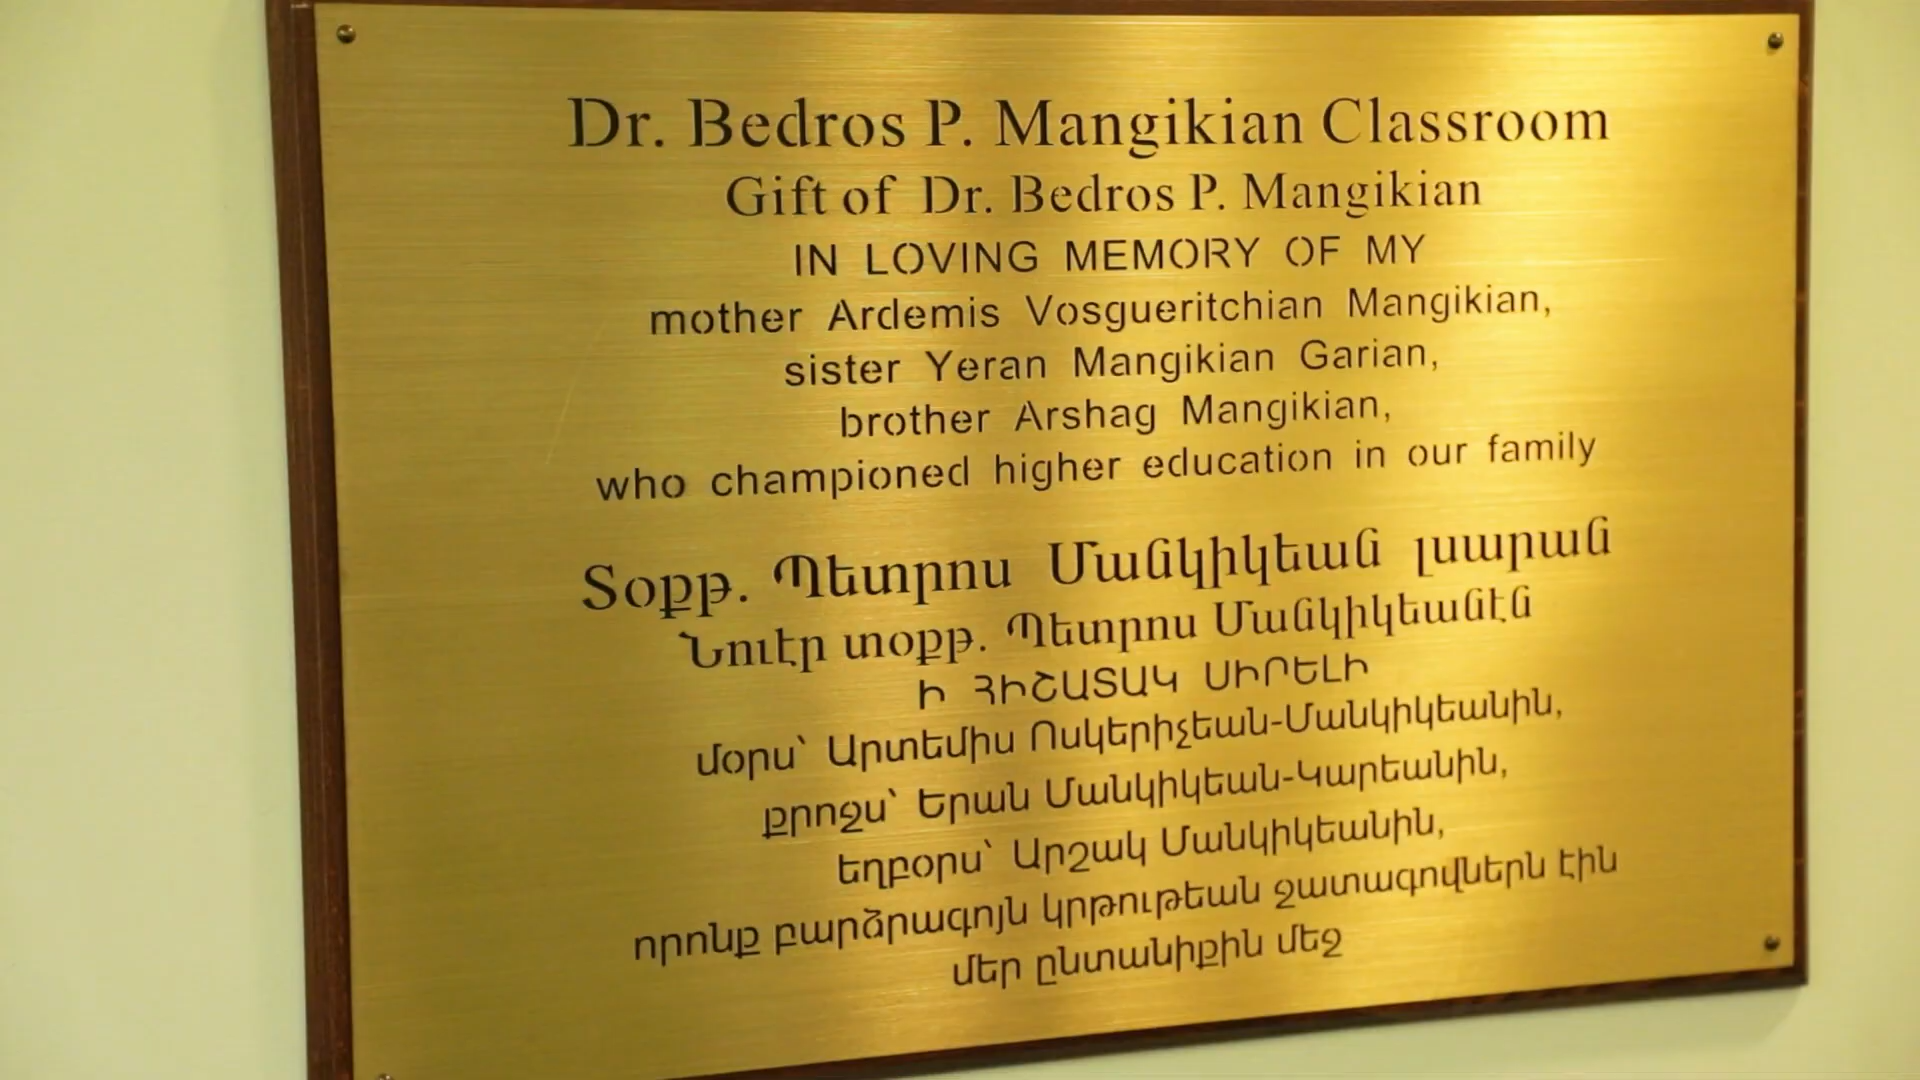 Dr. Bedros P. Mangikian Classroom
Gift of Dr. Bedros P. Mangikian
IN LOVING MEMORY OF MY
mother Ardemis Vosgueritchian Mangikian,
sister Yeran Mangikian Garian,
brother Arshag Mangikian,
who championed higher education in our family
Տօքթ. Պետրոս Մանկիկեան լսարան
Նուէր տօքթ. Պետրոս Մանկիկեանէն
Ի ՀԻՇԱՏԱԿ ՍԻՐԵԼԻ
մօրս՝ Արտեմիս Ոսկերիչեան-Մանկիկեանին,
քրոջս՝ Երան Մանկիկեան-Կարեանին,
եղբօրս՝ Արշակ Մանկիկեանին,
որոնք բարձրագոյն կրթութեան ջատագովներն էին
մեր ընտանիքին մեջ